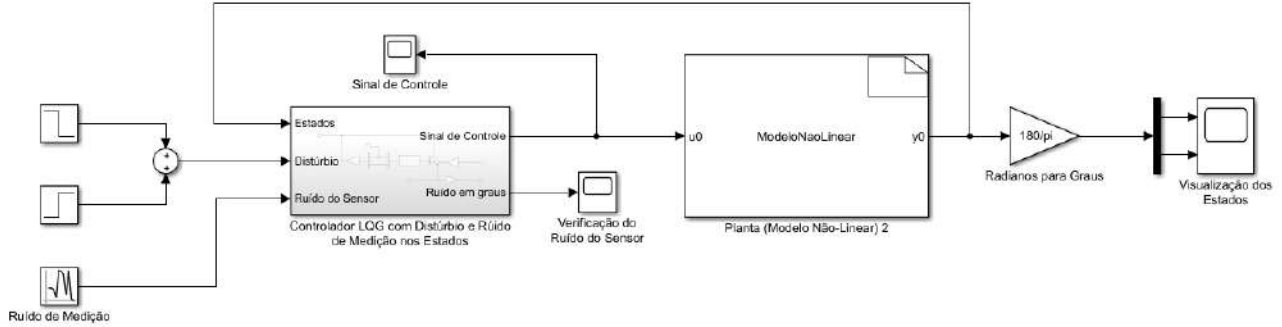 Sinal de Controle
Estados
Sinal de Controle
Distúrbio
Ruído em graus
Ruído do Sensor
Controlador LQG com Distúrbio e Rúido
de Medição nos Estados
Verificação do
Ruído do Sensor
u0
ModeloNaoLinear
y0
Planta (Modelo Não-Linear) 2
180/pi
Radianos para Graus
Visualização dos
Estados
+
+
Ruído de Medição